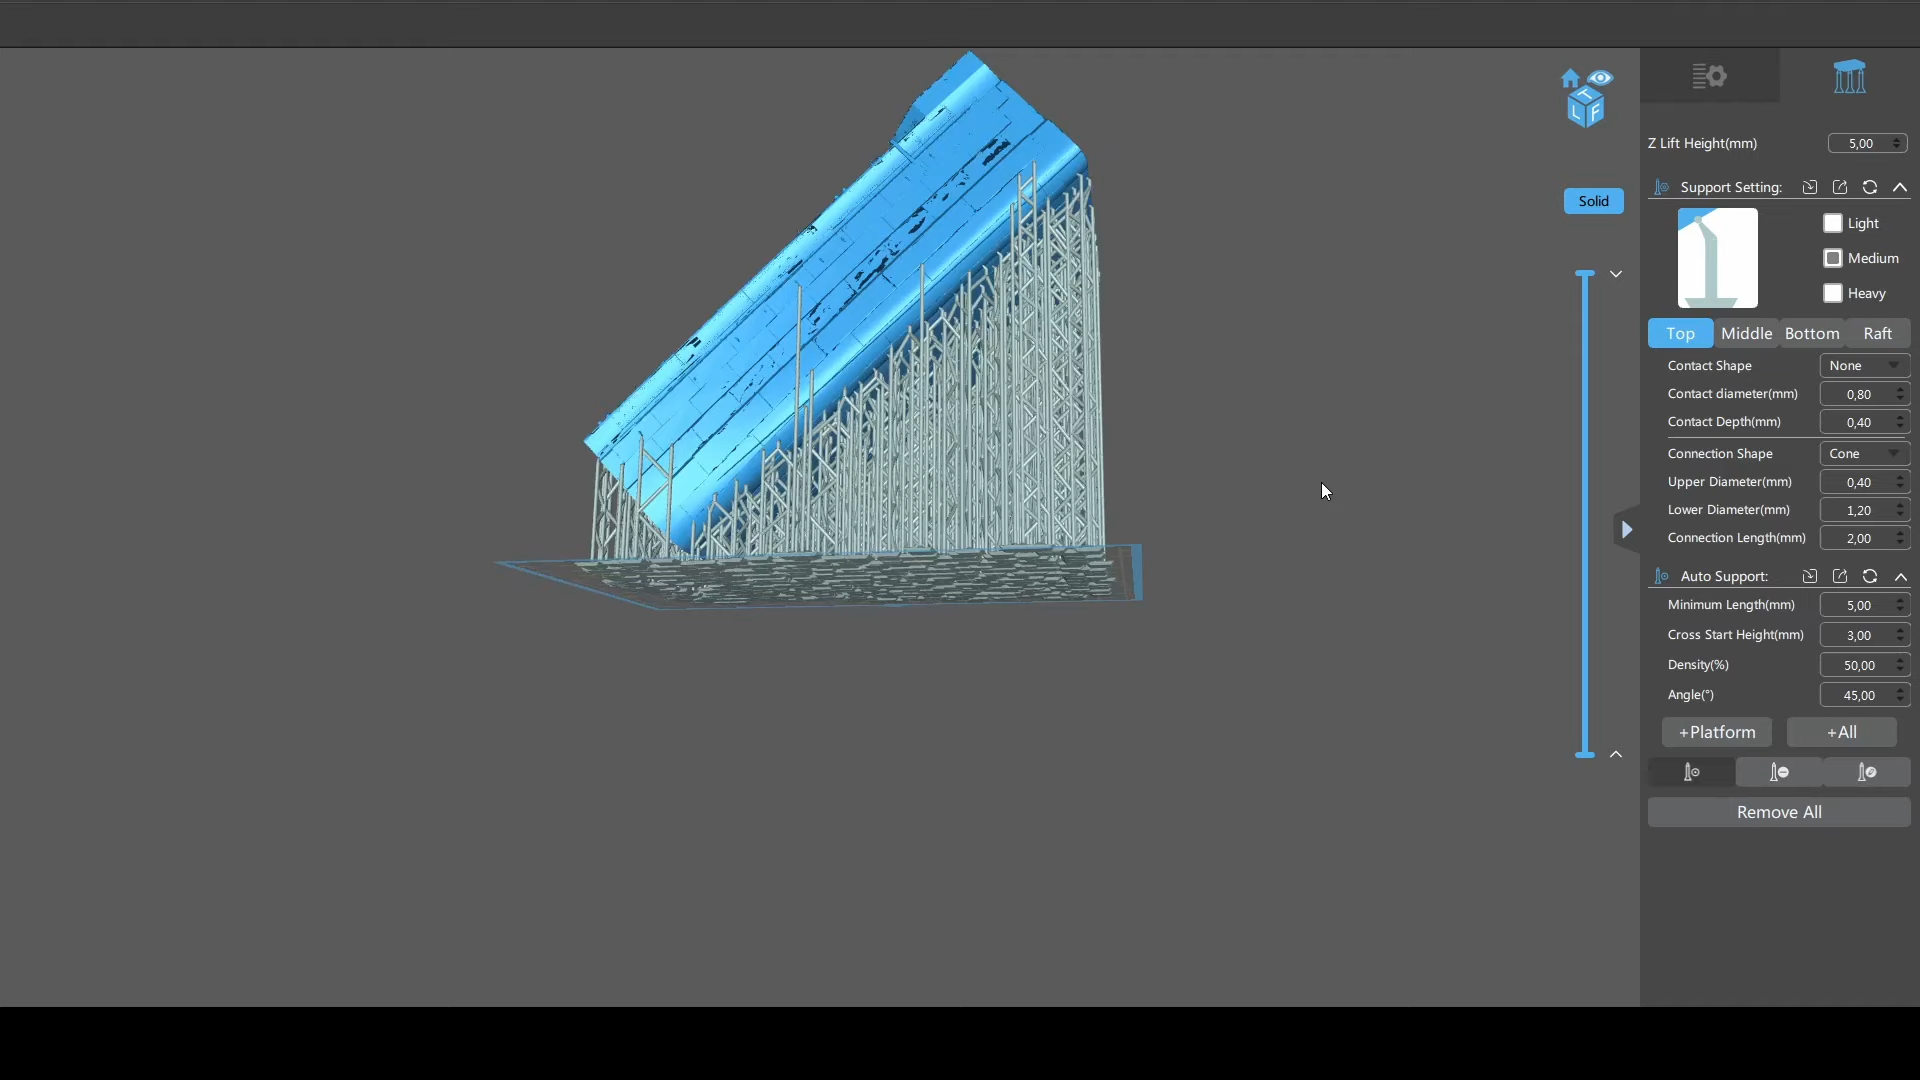 T
L F
Solid
Z Lift Height(mm) 5,00
Support Setting:
Light
Medium
Heavy
Top Middle Bottom Raft
Contact Shape None
Contact diameter(mm) 0,80
Contact Depth(mm) 0,40
Connection Shape Cone
Upper Diameter(mm) 0,40
Lower Diameter(mm) 1,20
Connection Length(mm) 2,00
Auto Support:
Minimum Length(mm) 5,00
Cross Start Height(mm) 3,00
Density(%) 50,00
Angle(°) 45,00
+Platform +All
Remove All